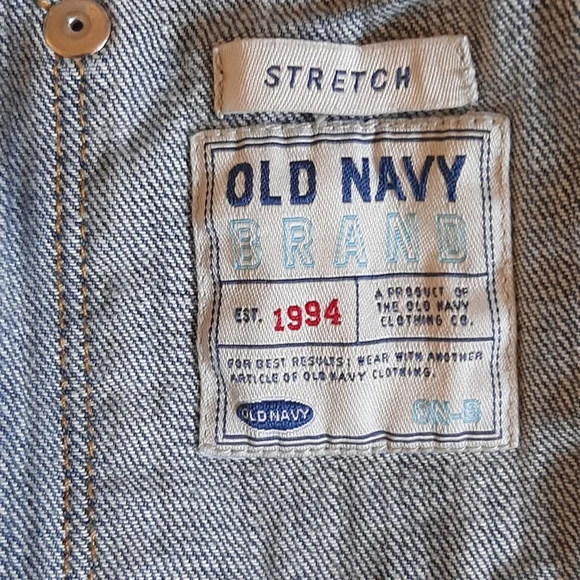 STRETCH
OLD NAVY
BRAND
EST. 1994
A PRODUCT OF
THE OLD NAVY
CLOTHING CO.
FOR BEST RESULTS: WEAR WITH ANOTHER
ARTICLE OF OLD NAVY CLOTHING.
OLD NAVY
ON-5